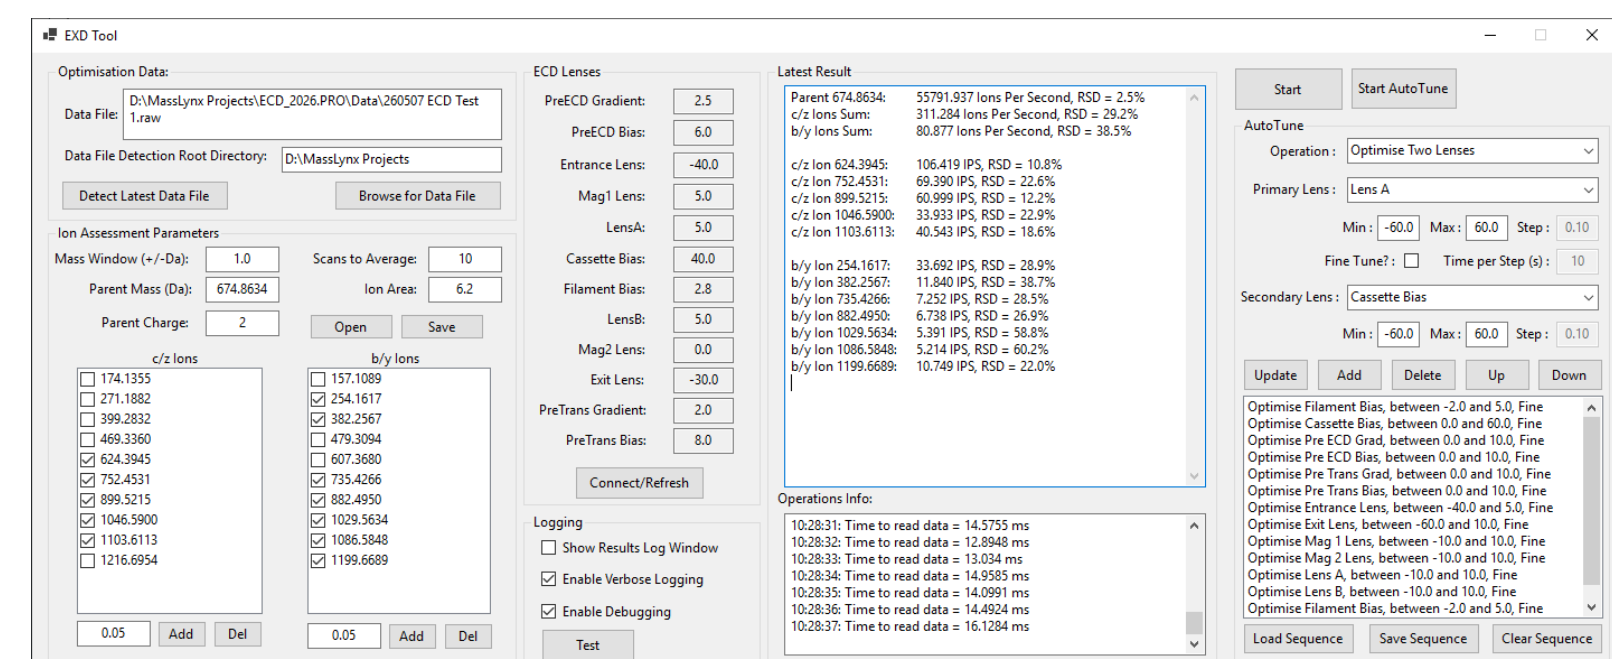 EXD Tool
Optimisation Data:
Data File:
D:\MassLynx Projects\ECD_2026.PRO\Data\260507 ECD Test
1.raw
Data File Detection Root Directory:
D:\MassLynx Projects
Detect Latest Data File
Browse for Data File
Ion Assessment Parameters
Mass Window (+/-Da): 1.0 Scans to Average: 10
Parent Mass (Da): 674.8634 Ion Area: 6.2
Parent Charge: 2 Open Save
c/z Ions
174.1355
271.1882
399.2832
469.3360
624.3945
752.4531
899.5215
1046.5900
1103.6113
1216.6954
0.05 Add Del
b/y Ions
157.1089
254.1617
382.2567
479.3094
607.3680
735.4266
882.4950
1029.5634
1086.5848
1199.6689
0.05 Add Del
ECD Lenses
PreECD Gradient: 2.5
PreECD Bias: 6.0
Entrance Lens: -40.0
Mag1 Lens: 5.0
LensA: 5.0
Cassette Bias: 40.0
Filament Bias: 2.8
LensB: 5.0
Mag2 Lens: 0.0
Exit Lens: -30.0
PreTrans Gradient: 2.0
PreTrans Bias: 8.0
Connect/Refresh
Logging
Show Results Log Window
Enable Verbose Logging
Enable Debugging
Test
Latest Result
Parent 674.8634: 55791.937 Ions Per Second, RSD = 2.5%
c/z Ions Sum: 311.284 Ions Per Second, RSD = 29.2%
b/y Ions Sum: 80.877 Ions Per Second, RSD = 38.5%
c/z Ion 624.3945: 106.419 IPS, RSD = 10.8%
c/z Ion 752.4531: 69.390 IPS, RSD = 22.6%
c/z Ion 899.5215: 60.999 IPS, RSD = 12.2%
c/z Ion 1046.5900: 33.933 IPS, RSD = 22.9%
c/z Ion 1103.6113: 40.543 IPS, RSD = 18.6%
b/y Ion 254.1617: 33.692 IPS, RSD = 28.9%
b/y Ion 382.2567: 11.840 IPS, RSD = 38.7%
b/y Ion 735.4266: 7.252 IPS, RSD = 28.5%
b/y Ion 882.4950: 6.738 IPS, RSD = 26.9%
b/y Ion 1029.5634: 5.391 IPS, RSD = 58.8%
b/y Ion 1086.5848: 5.214 IPS, RSD = 60.2%
b/y Ion 1199.6689: 10.749 IPS, RSD = 22.0%
Operations Info:
10:28:31: Time to read data = 14.5755 ms
10:28:32: Time to read data = 12.8948 ms
10:28:33: Time to read data = 13.034 ms
10:28:34: Time to read data = 14.9585 ms
10:28:35: Time to read data = 14.0991 ms
10:28:36: Time to read data = 14.4924 ms
10:28:37: Time to read data = 16.1284 ms
Start
Start AutoTune
AutoTune
Operation : Optimise Two Lenses
Primary Lens : Lens A
Min : -60.0 Max : 60.0 Step : 0.10
Fine Tune? : Time per Step (s) : 10
Secondary Lens : Cassette Bias
Min : -60.0 Max : 60.0 Step : 0.10
Update Add Delete Up Down
Optimise Filament Bias, between -2.0 and 5.0, Fine
Optimise Cassette Bias, between 0.0 and 60.0, Fine
Optimise Pre ECD Grad, between 0.0 and 10.0, Fine
Optimise Pre ECD Bias, between 0.0 and 10.0, Fine
Optimise Pre Trans Grad, between 0.0 and 10.0, Fine
Optimise Pre Trans Bias, between 0.0 and 10.0, Fine
Optimise Entrance Lens, between -40.0 and 5.0, Fine
Optimise Exit Lens, between -60.0 and 10.0, Fine
Optimise Mag 1 Lens, between -10.0 and 10.0, Fine
Optimise Mag 2 Lens, between -10.0 and 10.0, Fine
Optimise Lens A, between -10.0 and 10.0, Fine
Optimise Lens B, between -10.0 and 10.0, Fine
Optimise Filament Bias, between -2.0 and 5.0, Fine
Load Sequence Save Sequence Clear Sequence